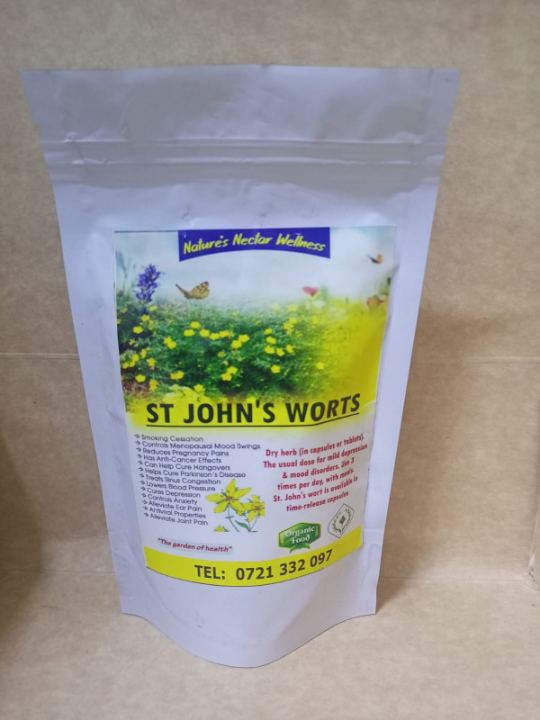 Nature's Nectar Wellness
ST JOHN'S WORTS
Smoking Cessation
Controls Menopausal Mood Swings
Reduces Pregnancy Pains
Has Anti-Cancer Effects
Can Help Cure Hangovers
Helps Cure Parkinson's Disease
Treats Sinus Congestion
Lowers Blood Pressure
Cures Depression
Controls Anxiety
Alleviate Ear Pain
Antiviral Properties
Alleviate Joint Pain
Dry herb (in capsules or tablets).
The usual dose for mild depression
& mood disorders. Use 3
times per day, with meals.
St. John's wort is available in
time-release capsules
Organic
Food
"The garden of health"
TEL: 0721 332 097